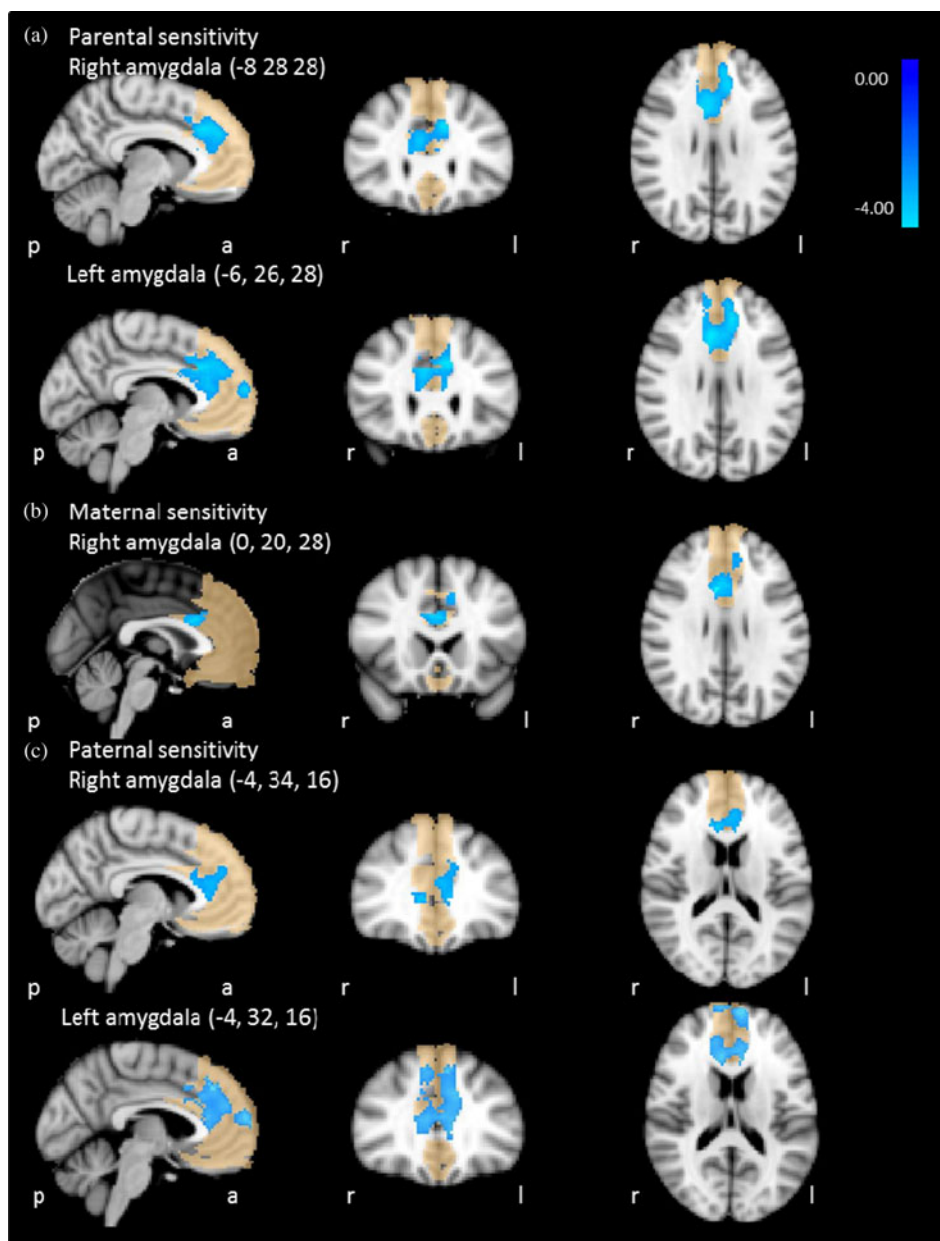 (a) Parental sensitivity
Right amygdala (-8 28 28)
0.00
-4.00
p a r l r l
Left amygdala (-6, 26, 28)
p a r l r l
(b) Maternal sensitivity
Right amygdala (0, 20, 28)
p a r l r l
(c) Paternal sensitivity
Right amygdala (-4, 34, 16)
p a r l r l
Left amygdala (-4, 32, 16)
p a r l r l